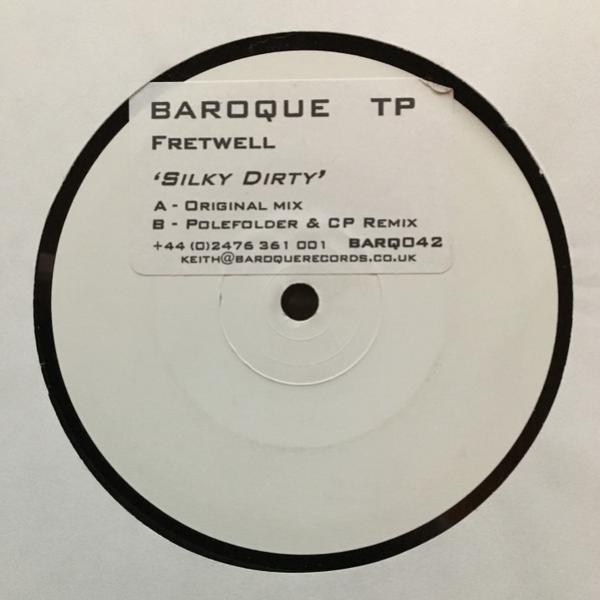 BAROQUE TP
FRETWELL
‘SILKY DIRTY’
A - ORIGINAL MIX
B - POLEFOLDER & CP REMIX
+44 (0)2476 361 001 BARQ042
KEITH@BAROQUERECORDS.CO.UK